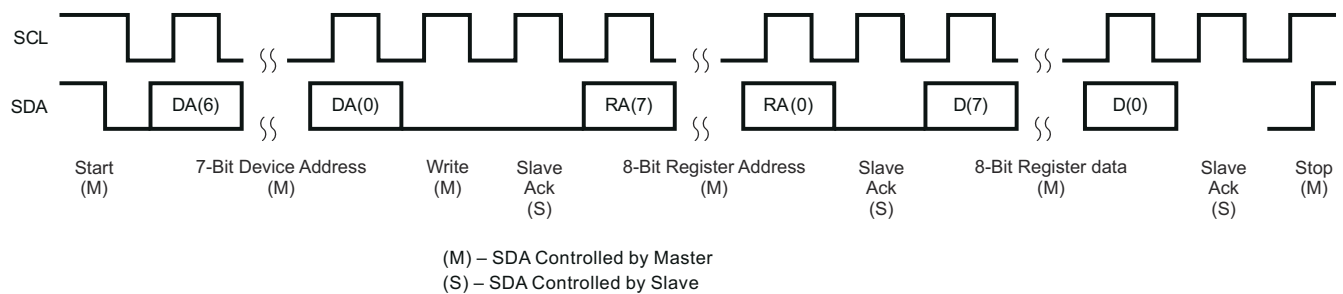 SCL
SDA
DA(6)
DA(0)
RA(7)
RA(0)
D(7)
D(0)
Start
(M)
7-Bit Device Address
(M)
Write
(M)
Slave
Ack
(S)
8-Bit Register Address
(M)
Slave
Ack
(S)
8-Bit Register data
(M)
Slave
Ack
(S)
Stop
(M)
(M) – SDA Controlled by Master
(S) – SDA Controlled by Slave